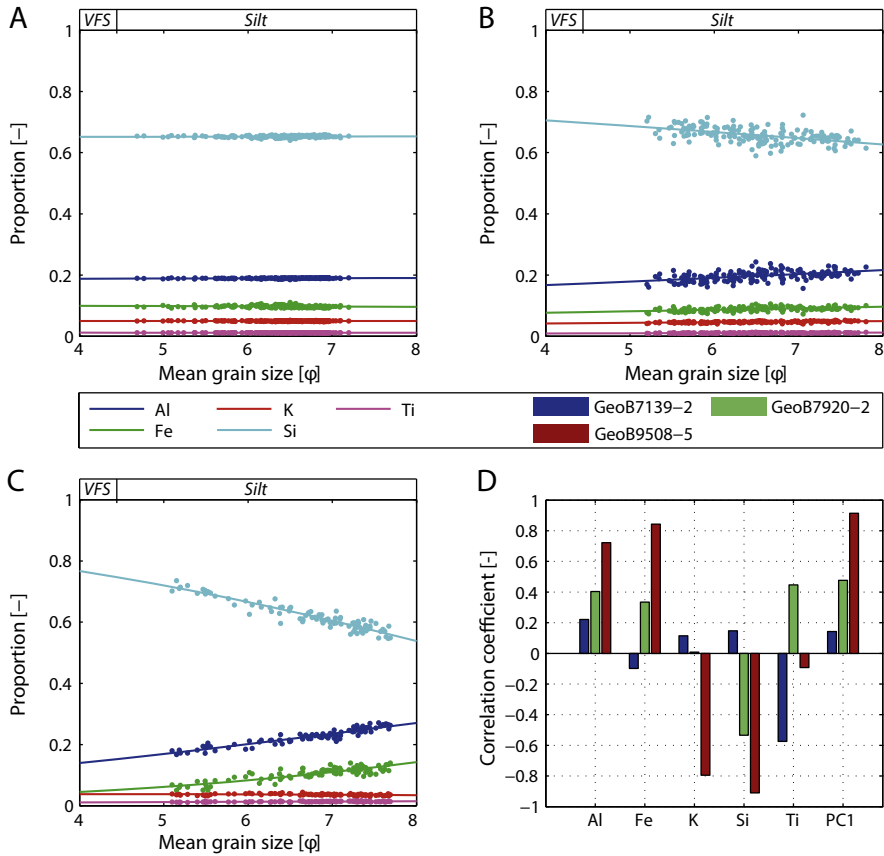 A
VFS
Silt
1
0.8
0.6
0.4
0.2
0
Proportion [−]
4
5
6
7
8
Mean grain size [φ]
B
VFS
Silt
1
0.8
0.6
0.4
0.2
0
Proportion [−]
4
5
6
7
8
Mean grain size [φ]
Al
K
Ti
Fe
Si
GeoB7139−2
GeoB7920−2
GeoB9508−5
C
VFS
Silt
1
0.8
0.6
0.4
0.2
0
Proportion [−]
4
5
6
7
8
Mean grain size [φ]
D
1
0.8
0.6
0.4
0.2
0
−0.2
−0.4
−0.6
−0.8
−1
Correlation coefficient [-]
Al
Fe
K
Si
Ti
PC1